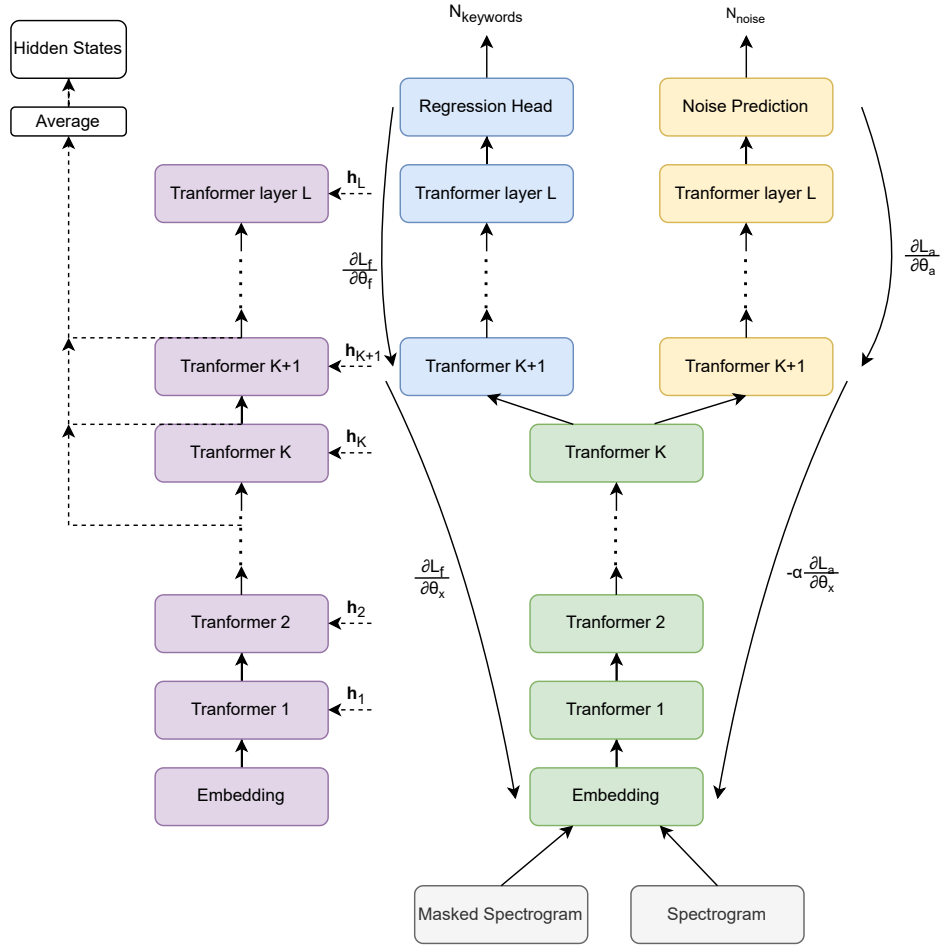 N_keywords
N_noise
Hidden States
Average
Regression Head
Noise Prediction
Tranformer layer L
h_L
Tranformer layer L
Tranformer layer L
∂L_f
∂θ_f
∂L_a
∂θ_a
Tranformer K+1
h_K+1
Tranformer K+1
Tranformer K+1
Tranformer K
h_K
Tranformer K
∂L_f
∂θ_x
-α ∂L_a
∂θ_x
Tranformer 2
h_2
Tranformer 2
Tranformer 1
h_1
Tranformer 1
Embedding
Embedding
Masked Spectrogram
Spectrogram